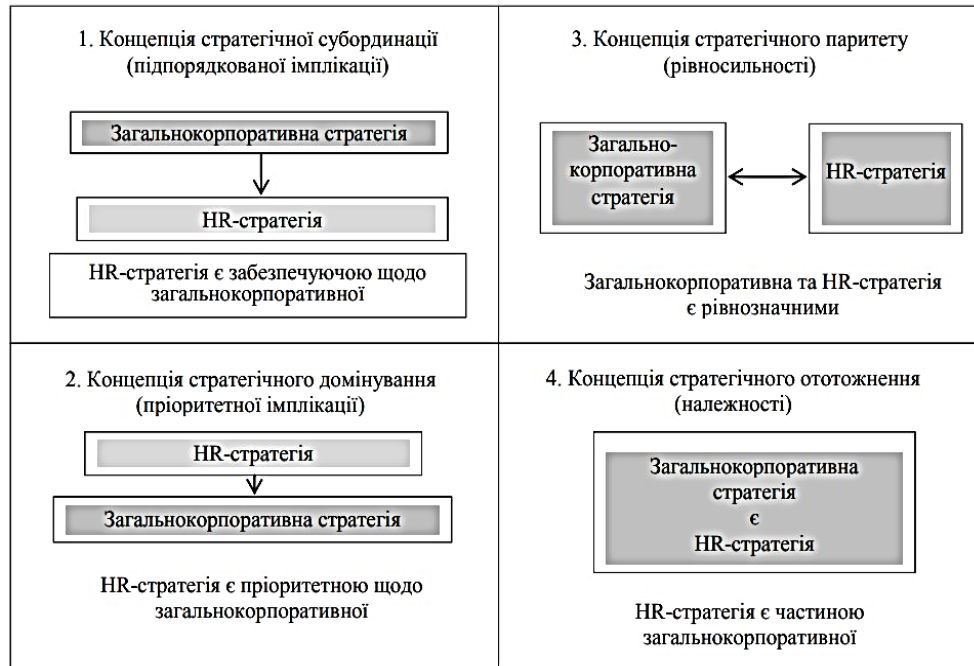 1. Концепція стратегічної субординації
(підпорядкованої імплікації)
Загальнокорпоративна стратегія
HR-стратегія
HR-стратегія є забезпечуючою щодо
загальнокорпоративної
3. Концепція стратегічного паритету
(рівносильності)
Загально-
корпоративна
стратегія
HR-стратегія
Загальнокорпоративна та HR-стратегія
є рівнозначними
2. Концепція стратегічного домінування
(пріоритетної імплікації)
HR-стратегія
Загальнокорпоративна стратегія
HR-стратегія є пріоритетною щодо
загальнокорпоративної
4. Концепція стратегічного ототожнення
(належності)
Загальнокорпоративна
стратегія
є
HR-стратегія
HR-стратегія є частиною
загальнокорпоративної